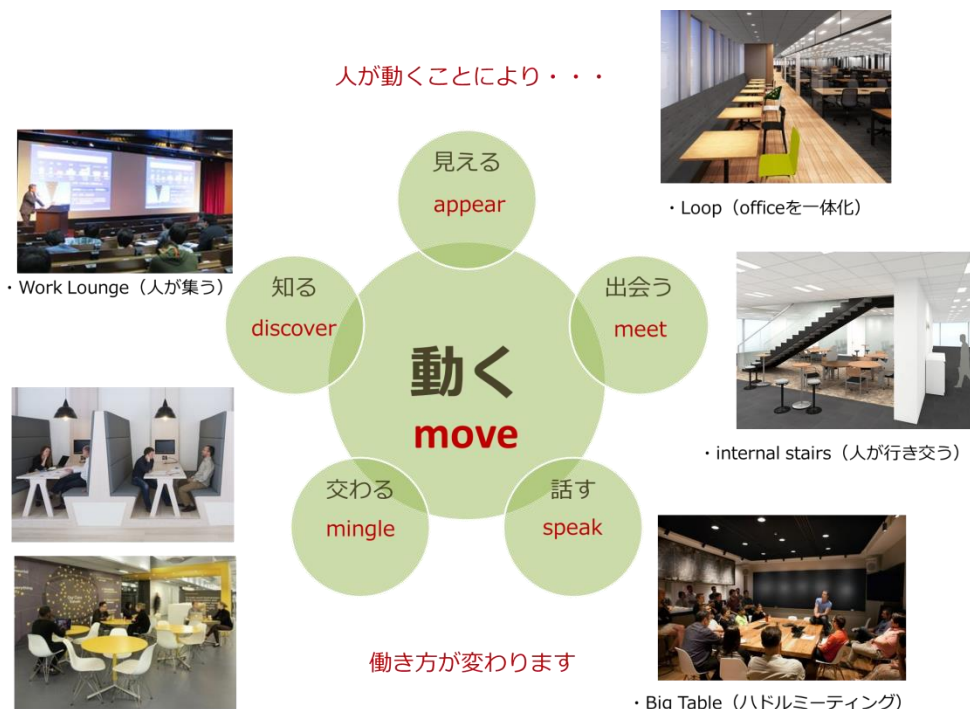 人が動くことにより・・・
見える
appear
・Loop（officeを一体化）
・Work Lounge（人が集う）
知る
discover
出会う
meet
動く
move
・internal stairs（人が行き交う）
交わる
mingle
話す
speak
働き方が変わります
・Big Table（ハドルミーティング）